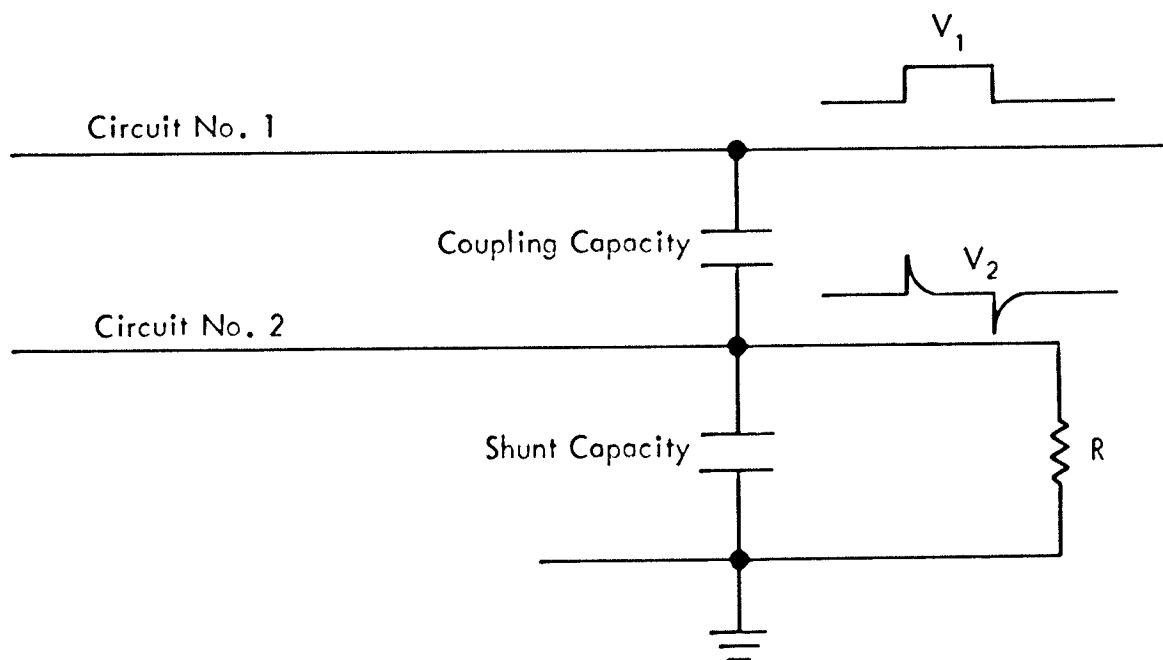 V₁
Circuit No. 1
Coupling Capacity
V₂
Circuit No. 2
Shunt Capacity
R